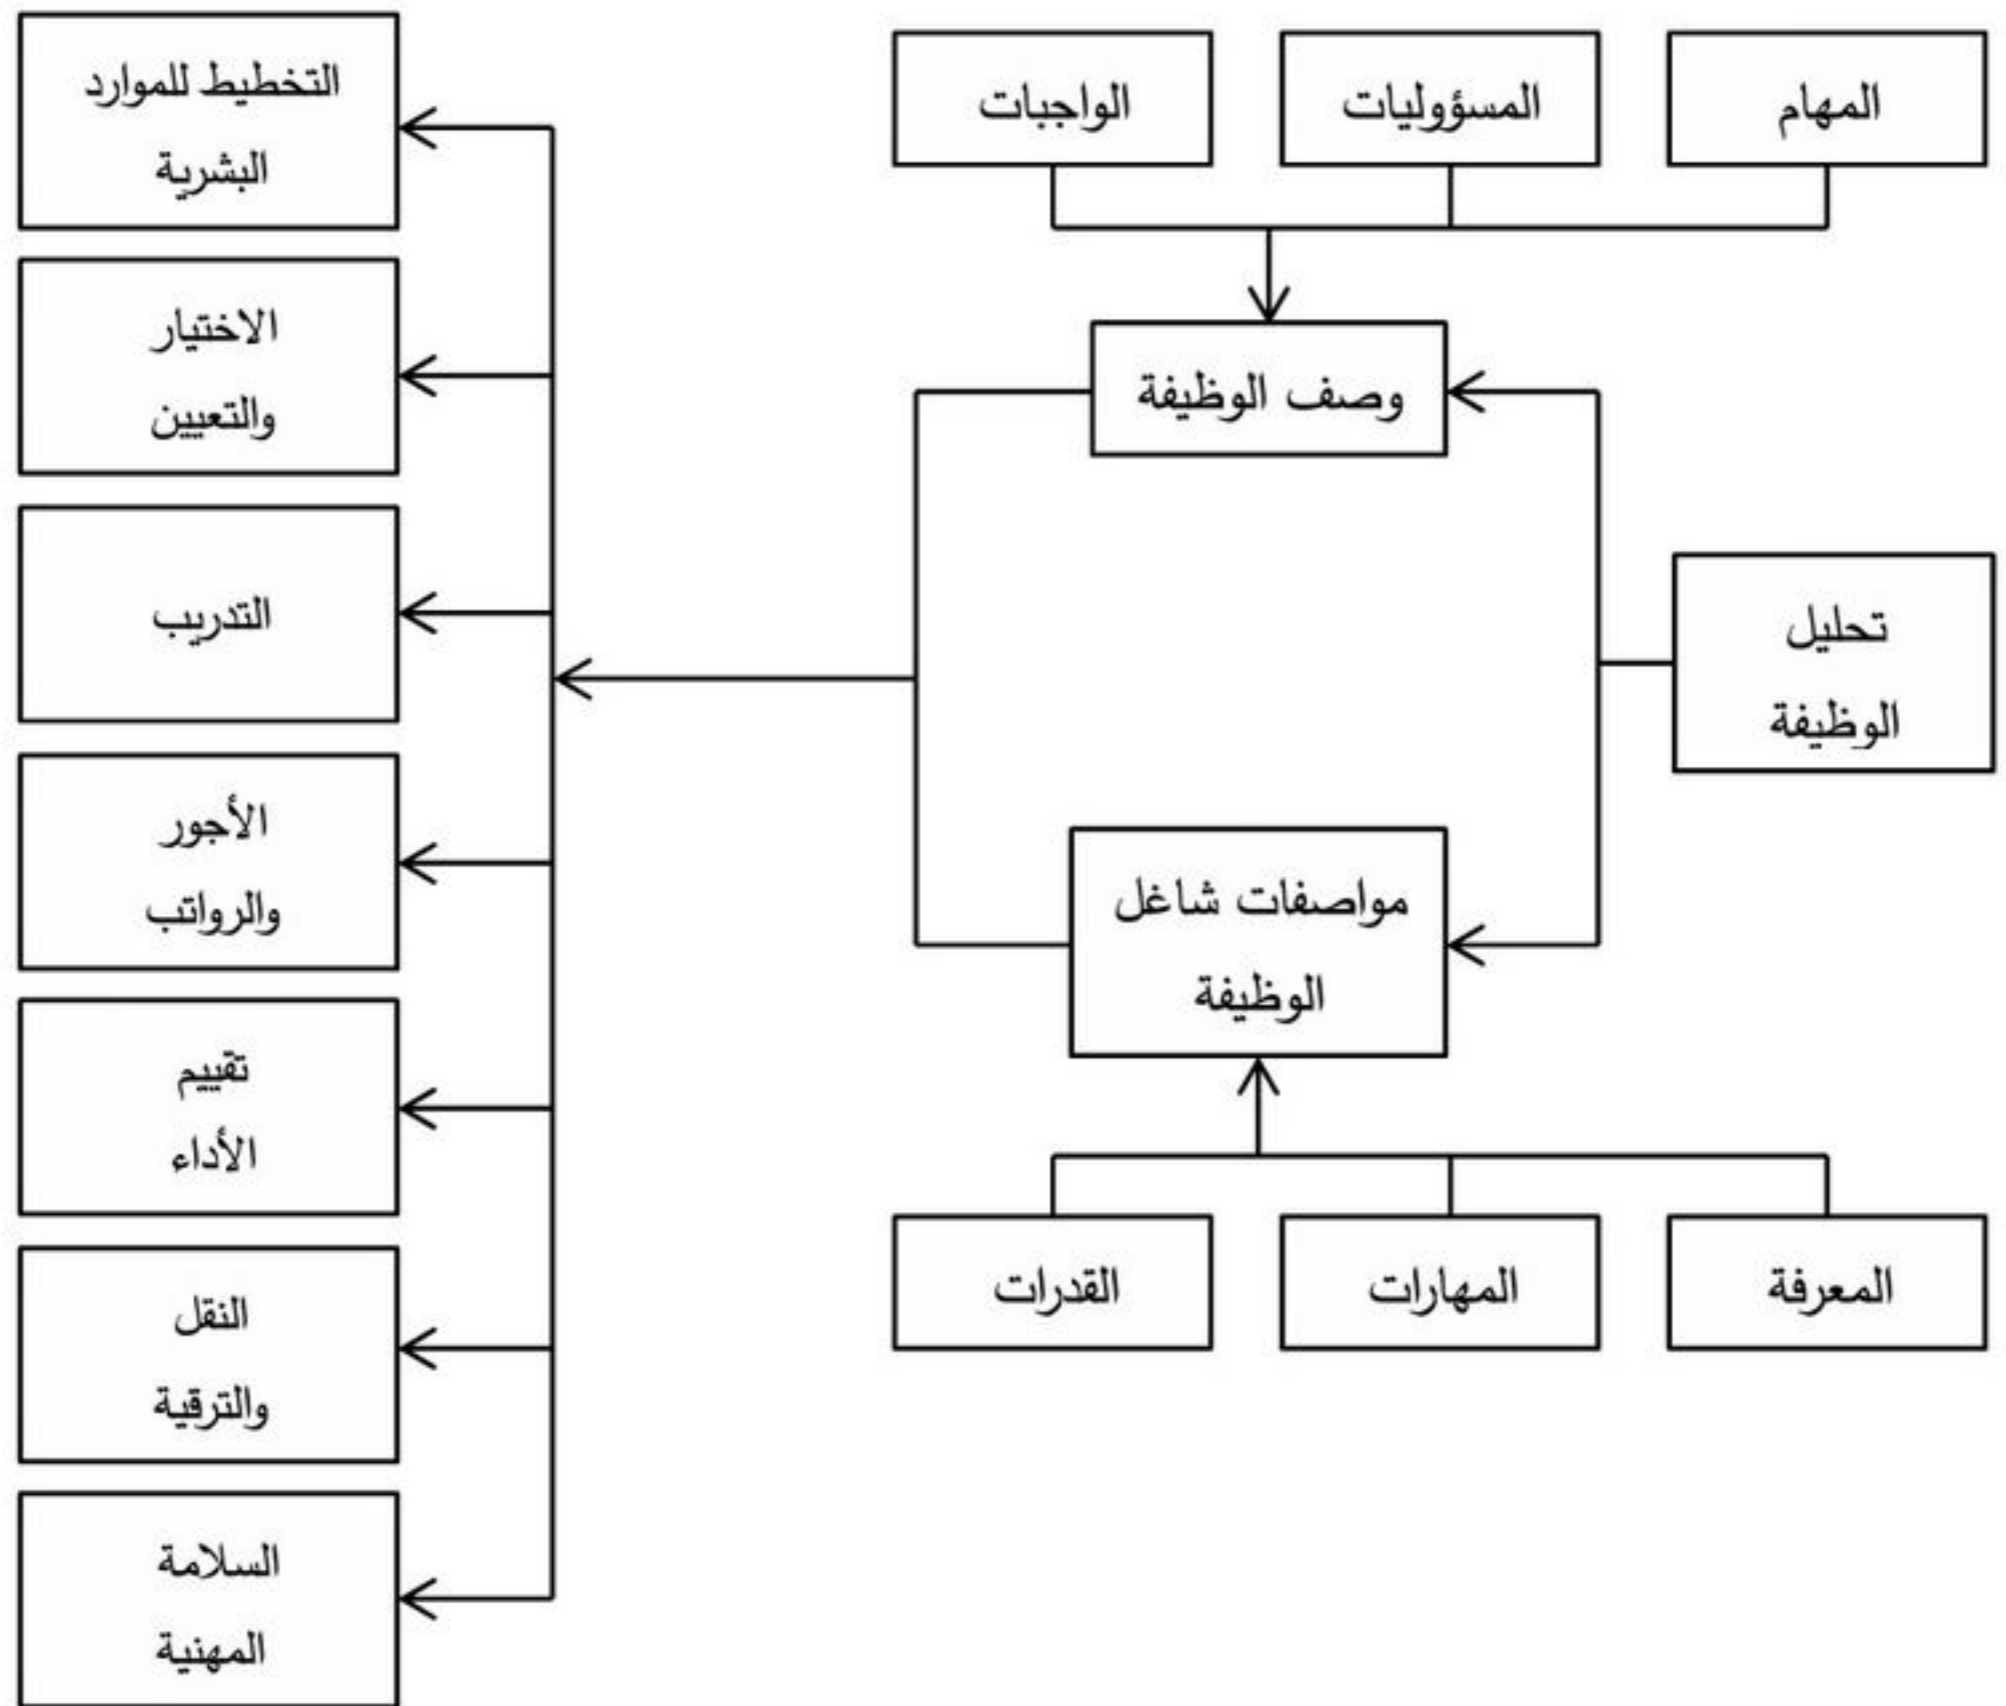 المهام
المسؤوليات
الواجبات
وصف الوظيفة
تحليل
الوظيفة
مواصفات شاغل
الوظيفة
المعرفة
المهارات
القدرات
التخطيط للموارد
البشرية
الاختيار
والتعيين
التدريب
الأجور
والرواتب
تقييم
الأداء
النقل
والترقية
السلامة
المهنية